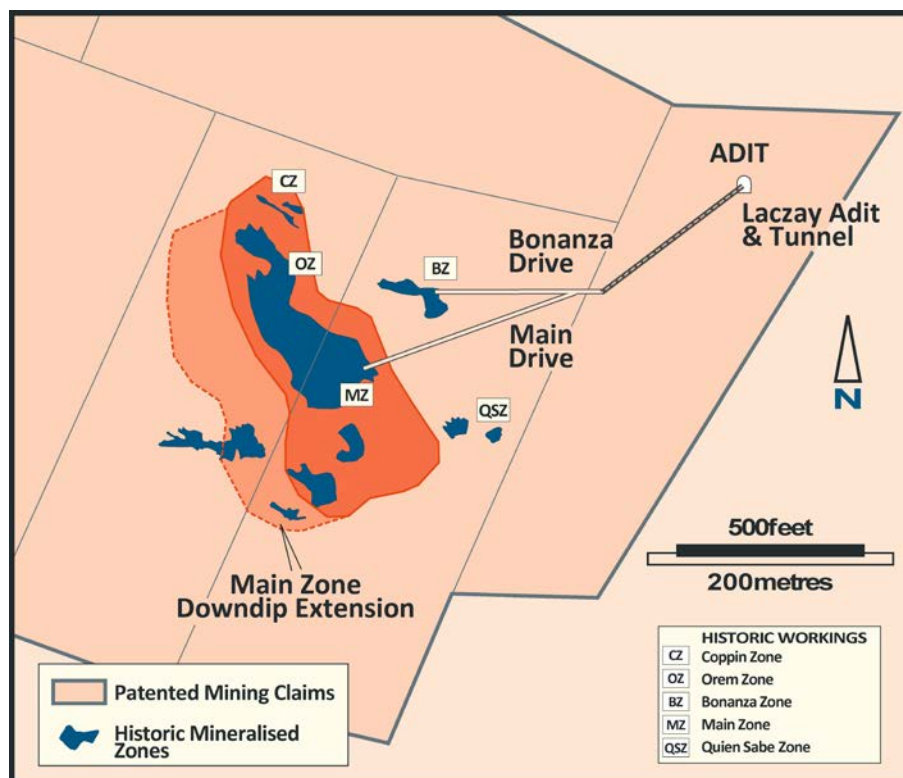 ADIT
Laczay Adit
& Tunnel
CZ
OZ
BZ
Bonanza
Drive
Main
Drive
MZ
QSZ
N
500feet
200metres
Main Zone
Downdip Extension
Patented Mining Claims
Historic Mineralised
Zones
HISTORIC WORKINGS
CZ Coppin Zone
OZ Orem Zone
BZ Bonanza Zone
MZ Main Zone
QSZ Quien Sabe Zone